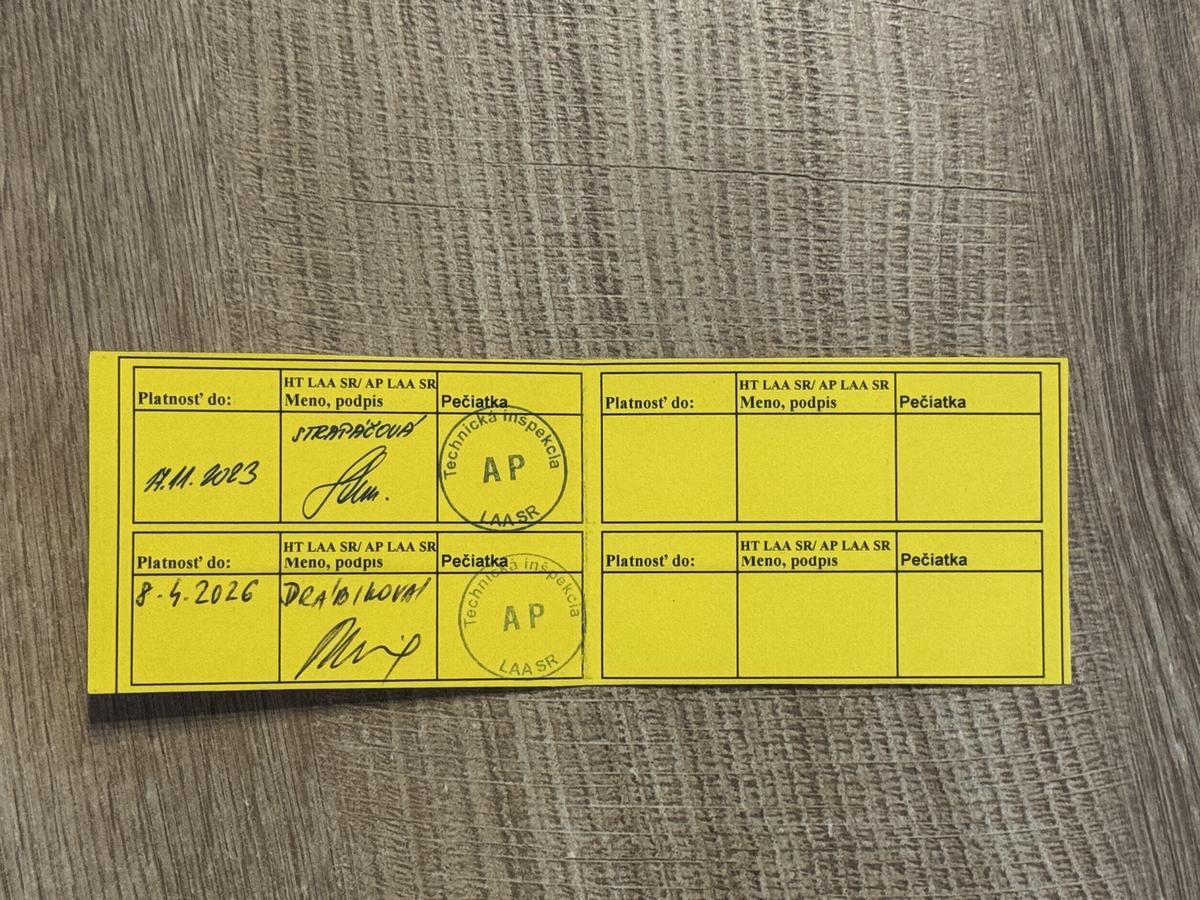 Platnosť do:
HT LAA SR/ AP LAA SR
Meno, podpis
Pečiatka
17.11.2023
STRAPÁČOVÁ
Technická inšpekcia
AP
LAA SR
Platnosť do:
HT LAA SR/ AP LAA SR
Meno, podpis
Pečiatka
8.4.2026
DRÁBIKOVÁ
Technická inšpekcia
AP
LAA SR
Platnosť do:
HT LAA SR/ AP LAA SR
Meno, podpis
Pečiatka
Platnosť do:
HT LAA SR/ AP LAA SR
Meno, podpis
Pečiatka